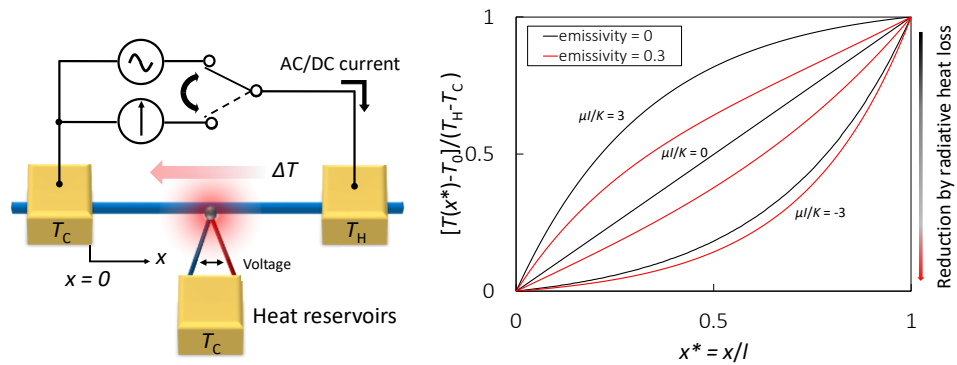 AC/DC current
ΔT
T_C
T_H
x
x = 0
Voltage
T_C
Heat reservoirs
1
0.5
0
0
0.5
1
[T(x*)-T₀]/(T_H-T_C)
x* = x/l
emissivity = 0
emissivity = 0.3
μI/K = 3
μI/K = 0
μI/K = -3
Reduction by radiative heat loss